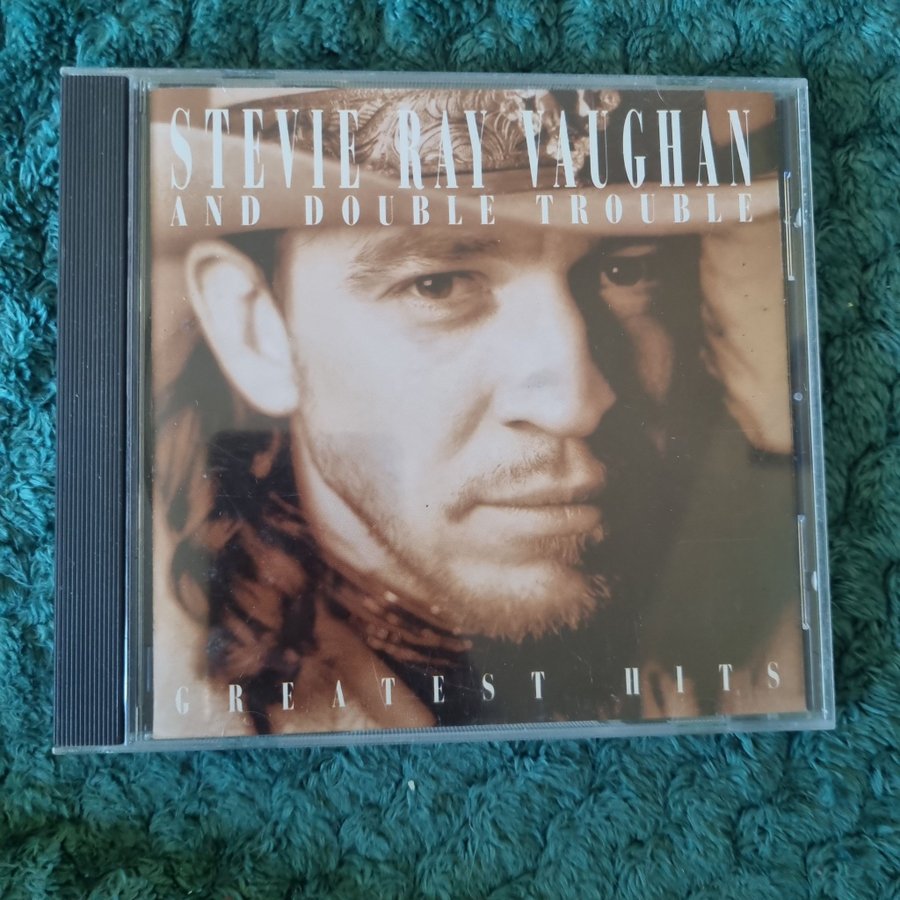 STEVIE RAY VAUGHAN
AND DOUBLE TROUBLE
GREATEST HITS